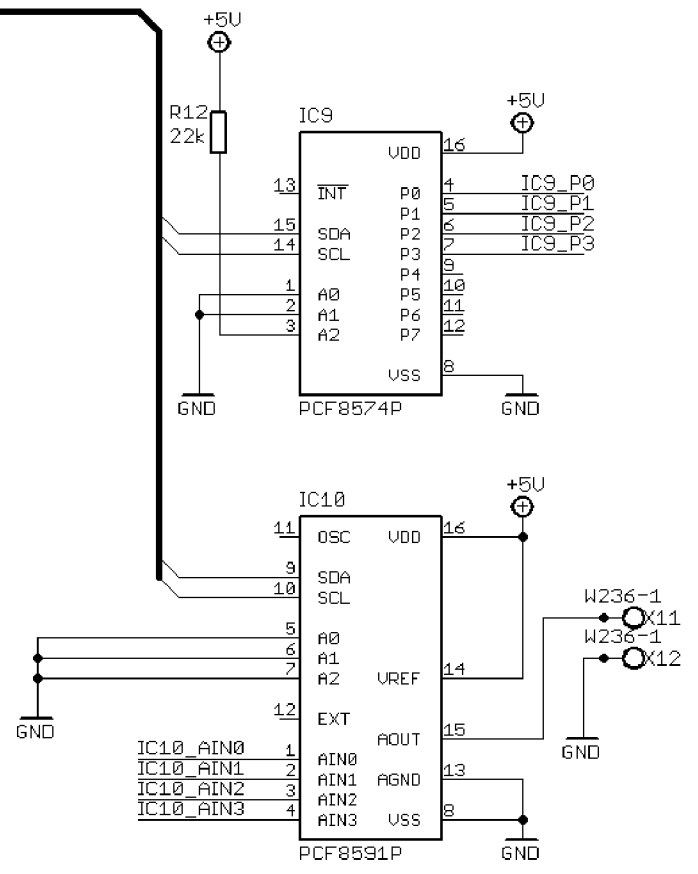 +5V
R12
22k
IC9
+5V
VDD 16
13 INT P0 4 IC9_P0
P1 5 IC9_P1
15 SDA P2 6 IC9_P2
14 SCL P3 7 IC9_P3
P4 9
1 A0 P5 10
2 A1 P6 11
3 A2 P7 12
VSS 8
GND
PCF8574P
GND
IC10
+5V
11 OSC VDD 16
9 SDA
10 SCL
W236-1
X11
5 A0
W236-1
6 A1
X12
7 A2 VREF 14
12 EXT
GND
AOUT 15
GND
IC10_AIN0 1 AIN0
IC10_AIN1 2 AIN1 AGND 13
IC10_AIN2 3 AIN2
IC10_AIN3 4 AIN3 VSS 8
PCF8591P
GND